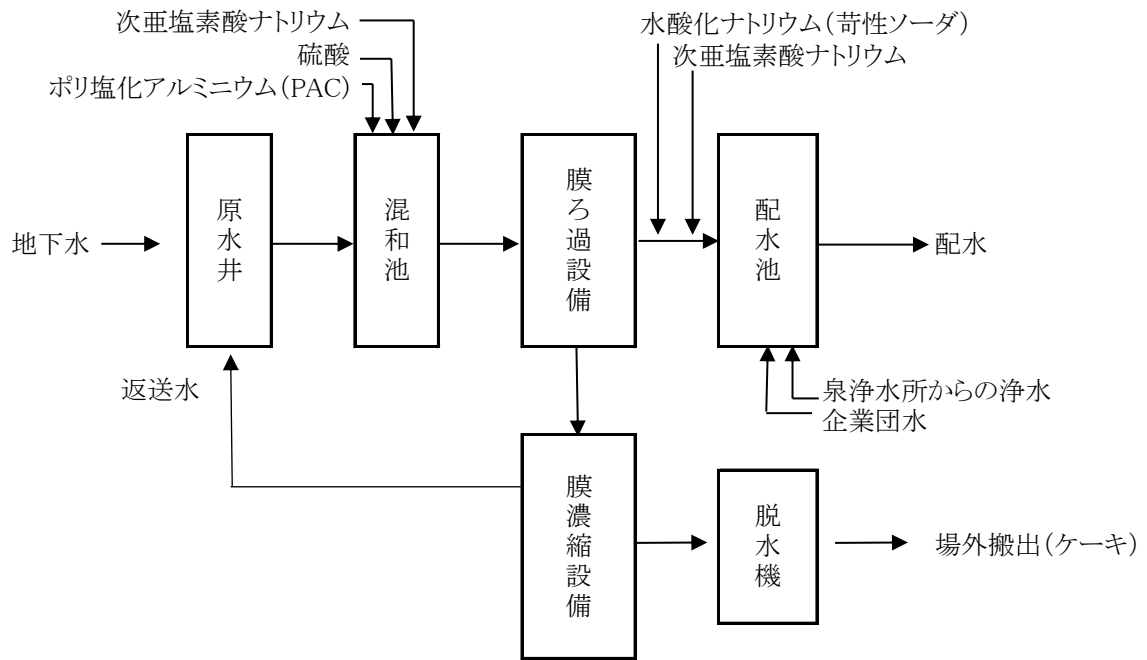 次亜塩素酸ナトリウム
硫酸
ポリ塩化アルミニウム(PAC)
水酸化ナトリウム(苛性ソーダ)
次亜塩素酸ナトリウム
地下水
原水井
混和池
膜ろ過設備
配水池
配水
返送水
泉浄水所からの浄水
企業団水
膜濃縮設備
脱水機
場外搬出(ケーキ)